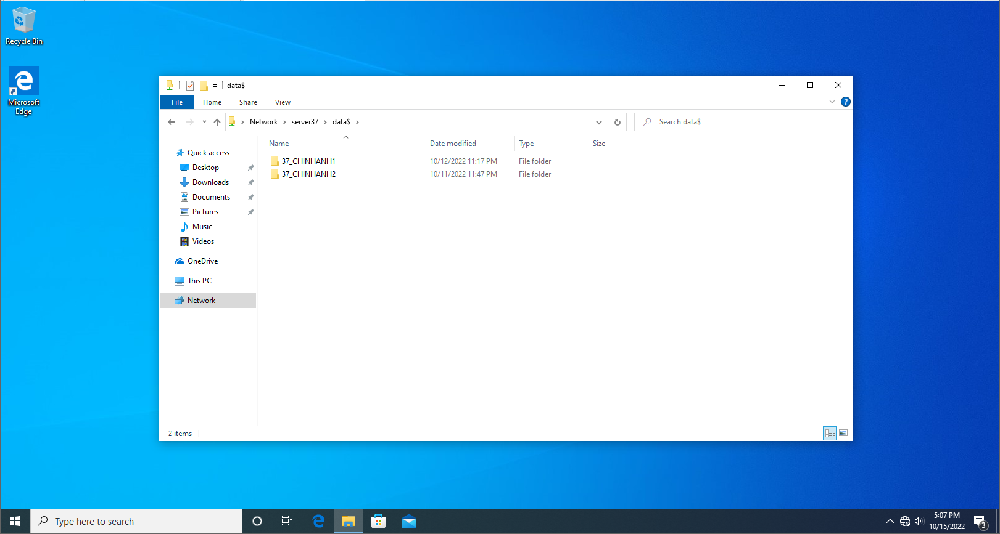 Recycle Bin
Microsoft
Edge
data$
File Home Share View
Network server37 data$
Search data$
Name Date modified Type Size
37_CHINHANH1 10/12/2022 11:17 PM File folder
37_CHINHANH2 10/11/2022 11:47 PM File folder
Quick access
Desktop
Downloads
Documents
Pictures
Music
Videos
OneDrive
This PC
Network
2 items
Type here to search
5:07 PM
10/15/2022
3